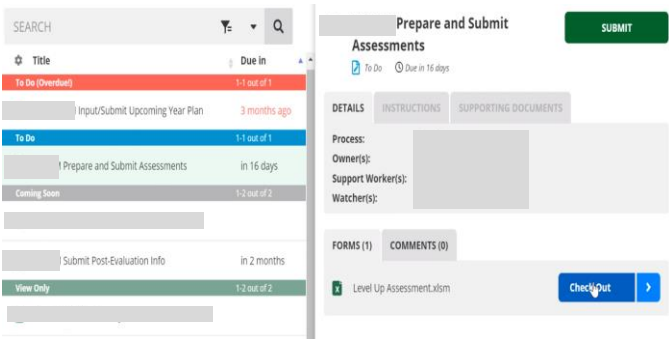 SEARCH
Title Due in
To Do (Overdue!) 1-1 out of 1
Input/Submit Upcoming Year Plan 3 months ago
To Do 1-1 out of 1
Prepare and Submit Assessments in 16 days
Coming Soon 1-2 out of 2
Submit Post-Evaluation Info in 2 months
View Only 1-2 out of 2
Prepare and Submit
Assessments
SUBMIT
To Do Due in 16 days
DETAILS INSTRUCTIONS SUPPORTING DOCUMENTS
Process:
Owner(s):
Support Worker(s):
Watcher(s):
FORMS (1) COMMENTS (0)
Level Up Assessment.xlsm
Check Out